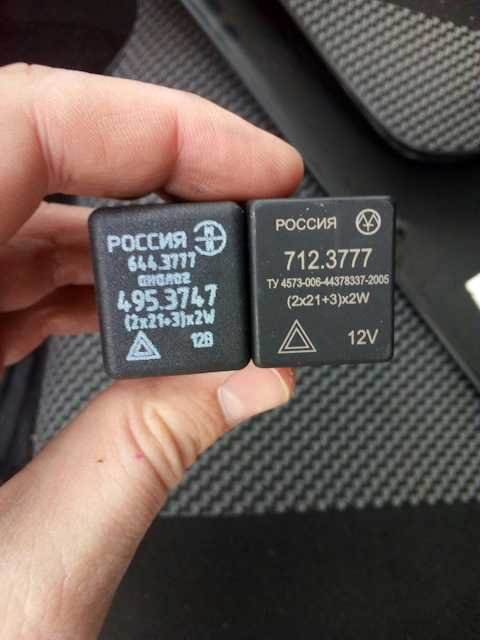 РОССИЯ
644.3777
аналог
495.3747
(2x21+3)x2W
12В
РОССИЯ
712.3777
ТУ 4573-006-44378337-2005
(2x21+3)x2W
12V